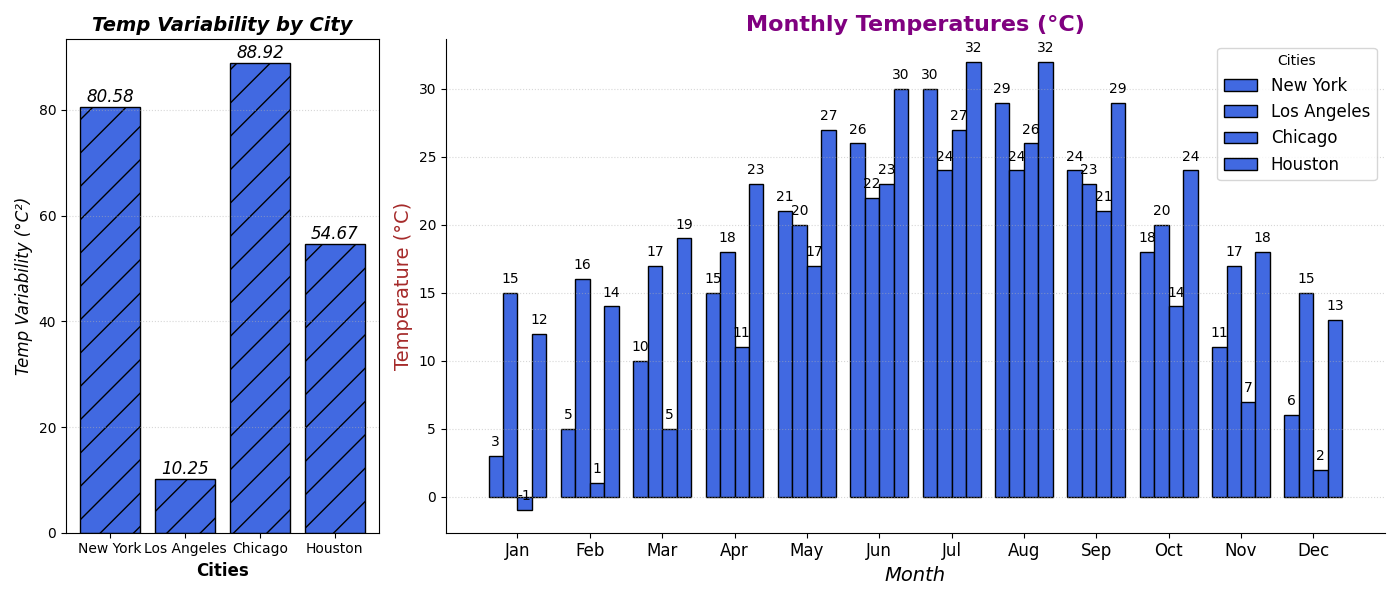 Temp Variability by City
Temp Variability (°C²)
80
60
40
20
0
80.58
10.25
88.92
54.67
New York Los Angeles Chicago Houston
Cities
Monthly Temperatures (°C)
Temperature (°C)
30
25
20
15
10
5
0
3 15 -1 12
5 16 1 14
10 17 5 19
15 18 11 23
21 20 17 27
26 22 23 30
30 24 27 32
29 24 26 32
24 23 21 29
18 20 14 24
11 17 7 18
6 15 2 13
Jan Feb Mar Apr May Jun Jul Aug Sep Oct Nov Dec
Month
Cities
New York
Los Angeles
Chicago
Houston